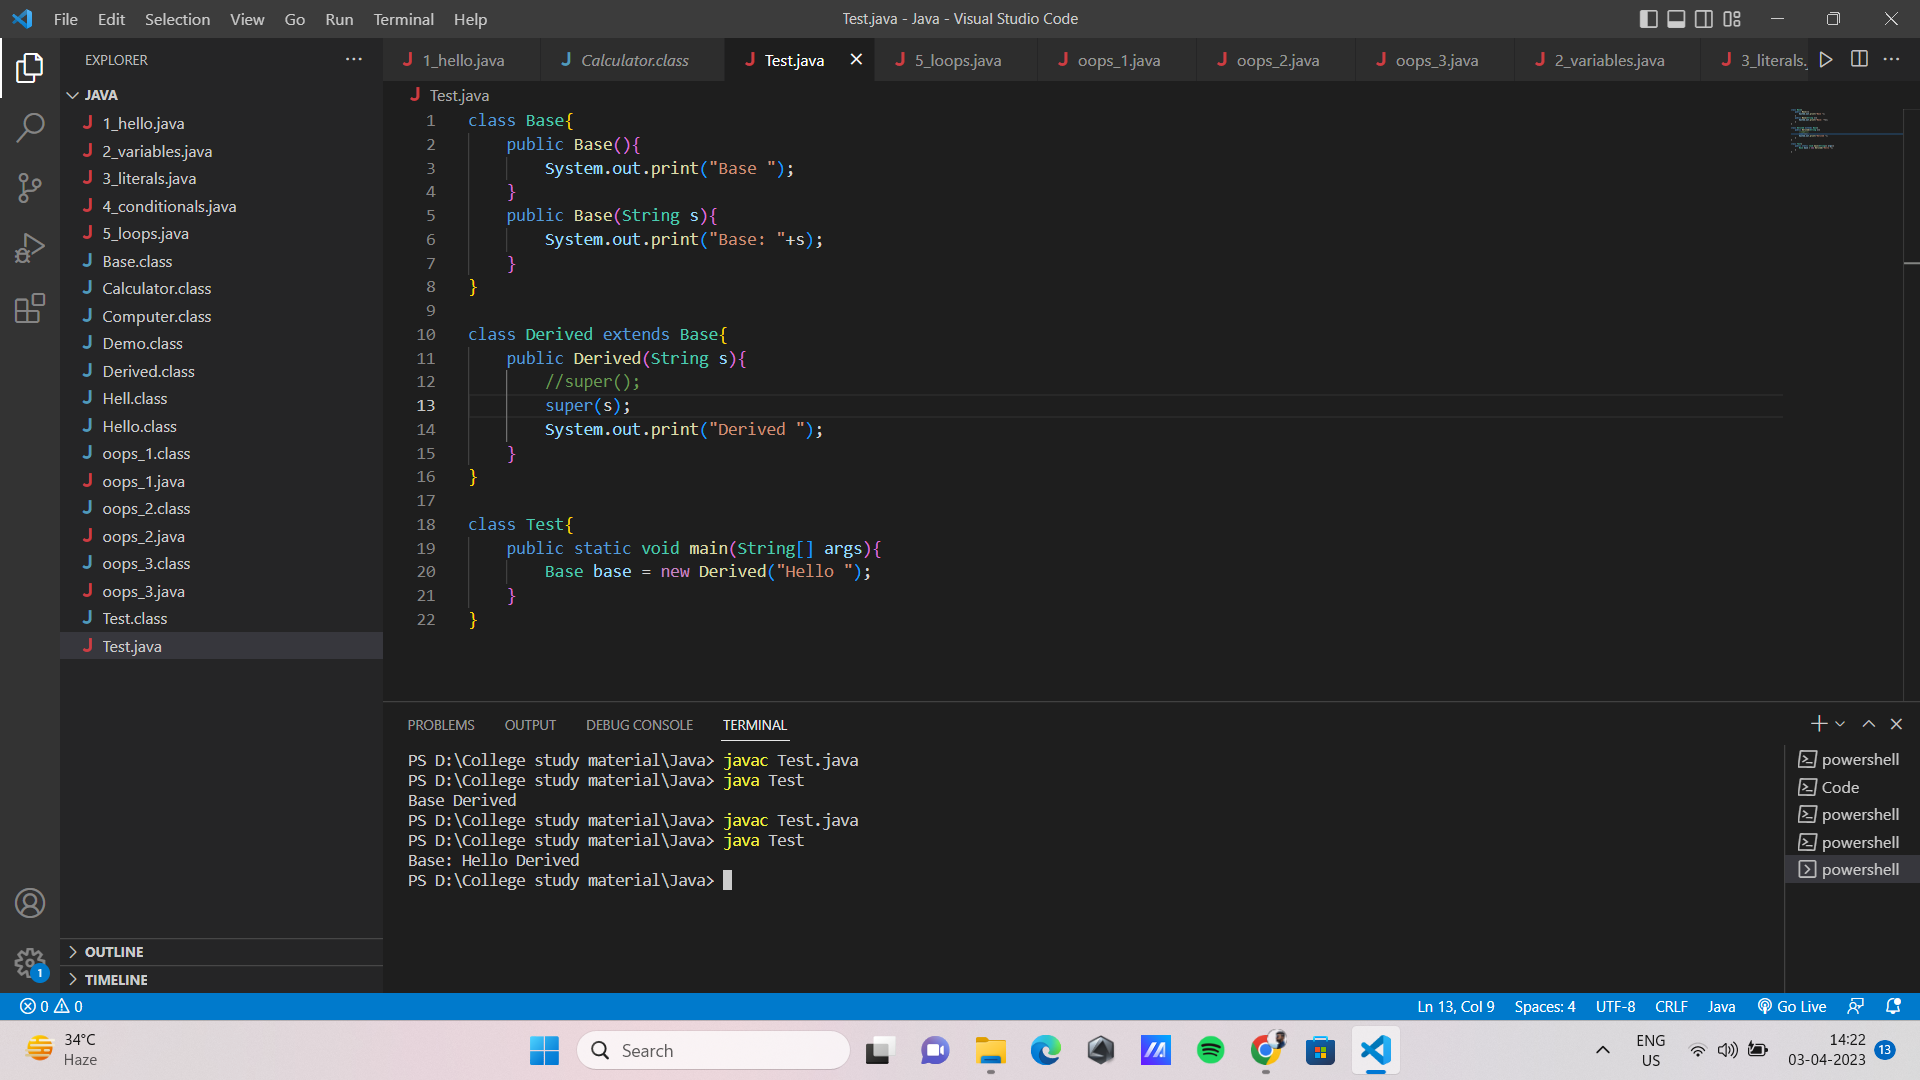 File Edit Selection View Go Run Terminal Help
Test.java - Java - Visual Studio Code
EXPLORER
JAVA
1_hello.java
2_variables.java
3_literals.java
4_conditionals.java
5_loops.java
Base.class
Calculator.class
Computer.class
Demo.class
Derived.class
Hell.class
Hello.class
oops_1.class
oops_1.java
oops_2.class
oops_2.java
oops_3.class
oops_3.java
Test.class
Test.java
OUTLINE
TIMELINE
1_hello.java Calculator.class Test.java 5_loops.java oops_1.java oops_2.java oops_3.java 2_variables.java 3_literals.
Test.java
1 class Base{
2 public Base(){
3 System.out.print("Base ");
4 }
5 public Base(String s){
6 System.out.print("Base: "+s);
7 }
8 }
9
10 class Derived extends Base{
11 public Derived(String s){
12 //super();
13 super(s);
14 System.out.print("Derived ");
15 }
16 }
17
18 class Test{
19 public static void main(String[] args){
20 Base base = new Derived("Hello ");
21 }
22 }
PROBLEMS OUTPUT DEBUG CONSOLE TERMINAL
PS D:\College study material\Java> javac Test.java
PS D:\College study material\Java> java Test
Base Derived
PS D:\College study material\Java> javac Test.java
PS D:\College study material\Java> java Test
Base: Hello Derived
PS D:\College study material\Java>
powershell
Code
powershell
powershell
powershell
1
0 0
Ln 13, Col 9 Spaces: 4 UTF-8 CRLF Java Go Live
34°C
Haze
Search
ENG
US
14:22
03-04-2023
13